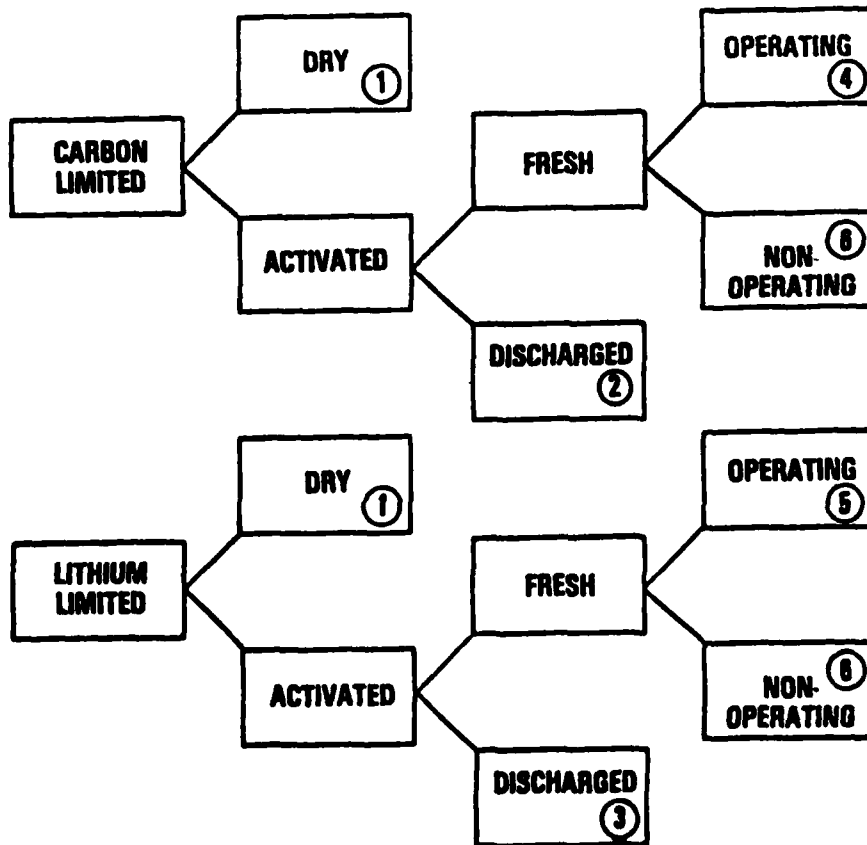 DRY
1
OPERATING
4
CARBON
LIMITED
FRESH
ACTIVATED
6
NON-
OPERATING
DISCHARGED
2
DRY
1
OPERATING
5
LITHIUM
LIMITED
FRESH
ACTIVATED
6
NON-
OPERATING
DISCHARGED
3